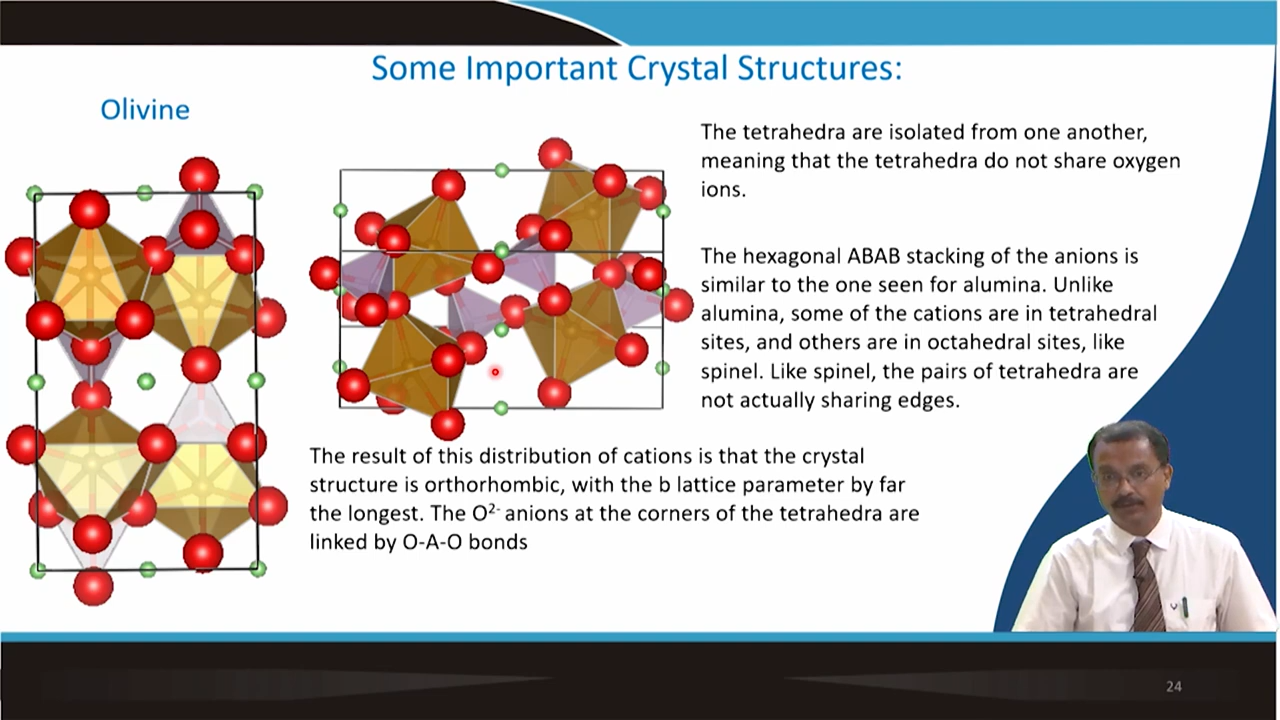 Some Important Crystal Structures:
Olivine
The tetrahedra are isolated from one another,
meaning that the tetrahedra do not share oxygen
ions.
The hexagonal ABAB stacking of the anions is
similar to the one seen for alumina. Unlike
alumina, some of the cations are in tetrahedral
sites, and others are in octahedral sites, like
spinel. Like spinel, the pairs of tetrahedra are
not actually sharing edges.
The result of this distribution of cations is that the crystal
structure is orthorhombic, with the b lattice parameter by far
the longest. The O²⁻ anions at the corners of the tetrahedra are
linked by O-A-O bonds
24